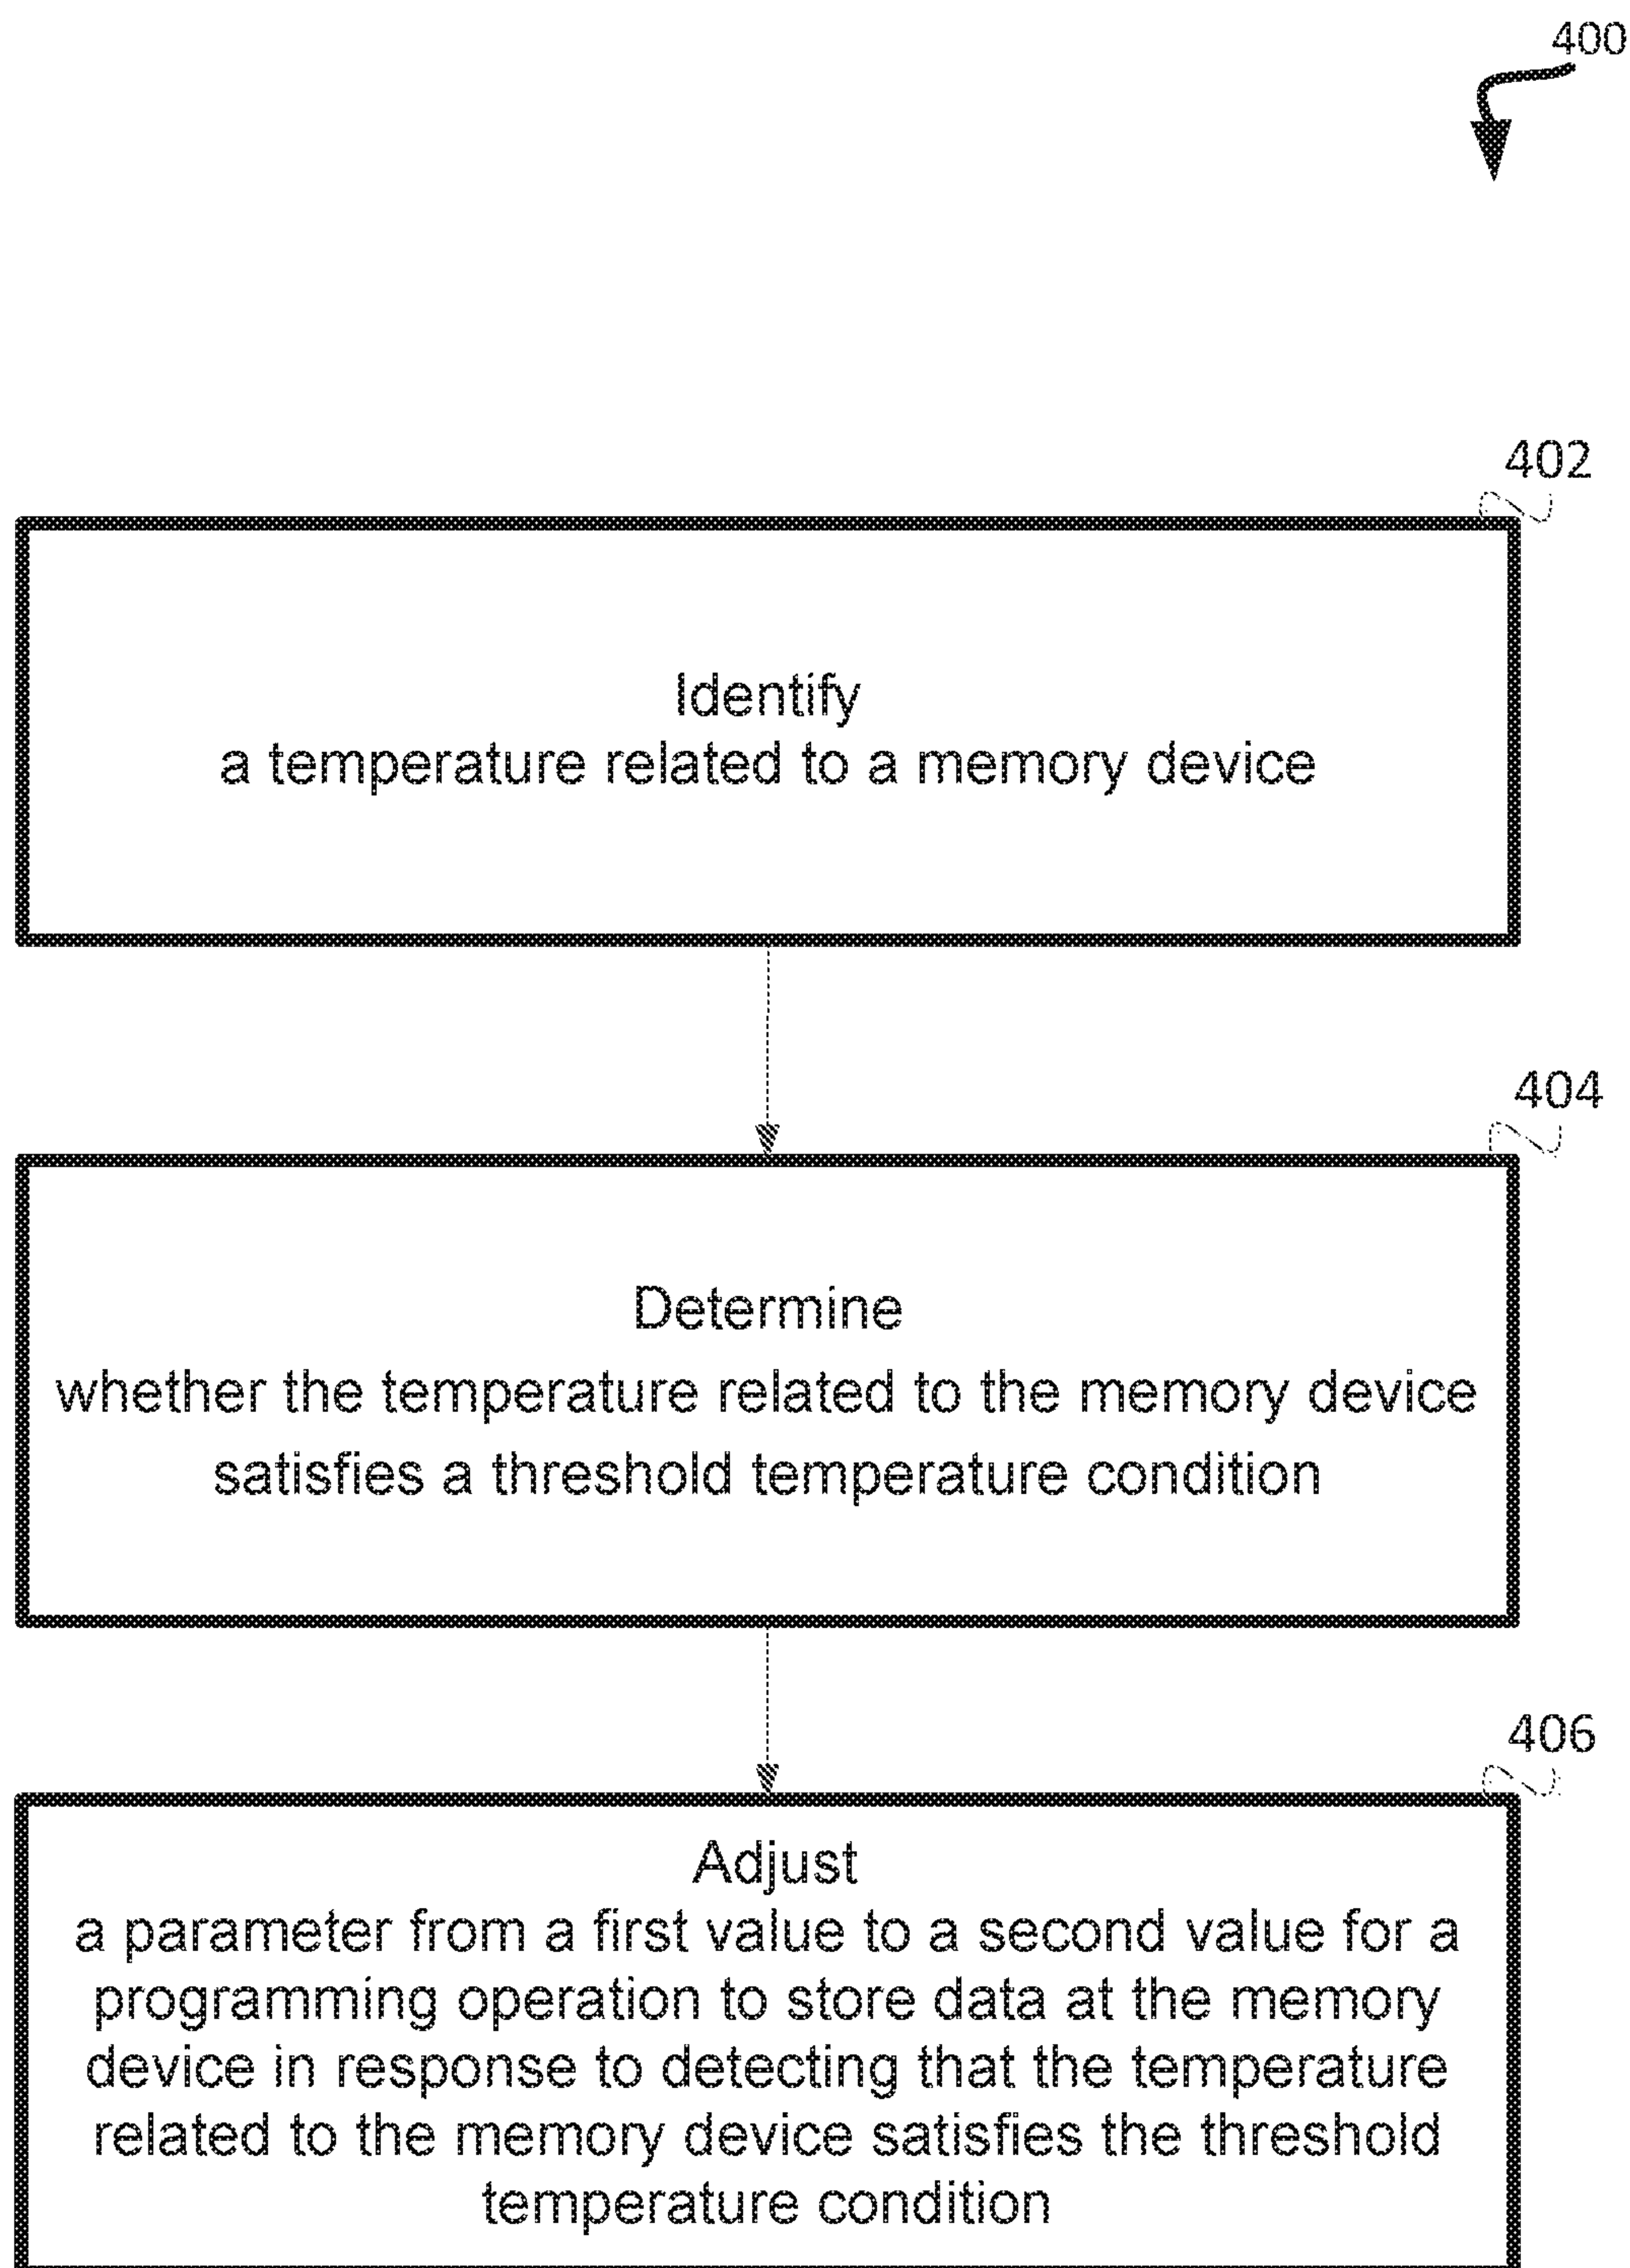 400
402
Identify
a temperature related to a memory device
404
Determine
whether the temperature related to the memory device
satisfies a threshold temperature condition
406
Adjust
a parameter from a first value to a second value for a
programming operation to store data at the memory
device in response to detecting that the temperature
related to the memory device satisfies the threshold
temperature condition